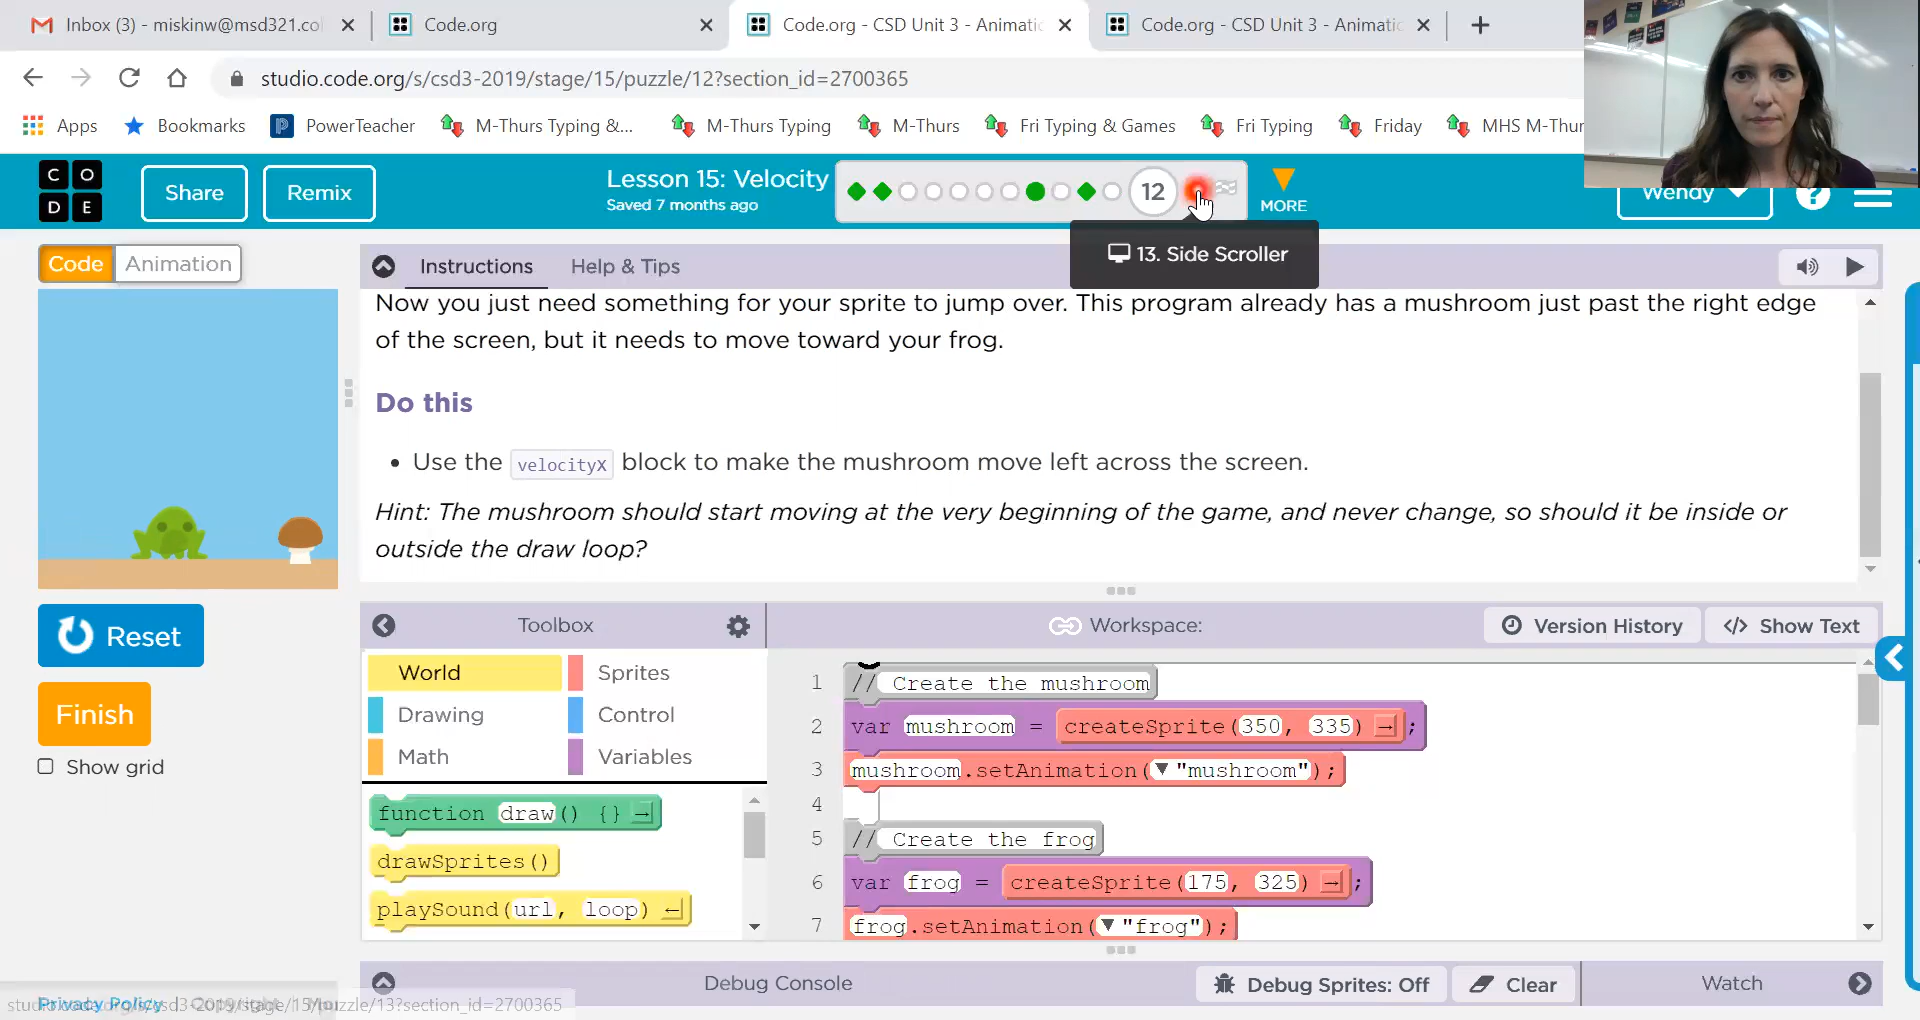 Inbox (3) - miskinw@msd321.co
Code.org
Code.org - CSD Unit 3 - Animatic
Code.org - CSD Unit 3 - Animatic
studio.code.org/s/csd3-2019/stage/15/puzzle/12?section_id=2700365
Apps Bookmarks PowerTeacher M-Thurs Typing &... M-Thurs Typing M-Thurs Fri Typing & Games Fri Typing Friday MHS M-Thur
C O D E
Share
Remix
Lesson 15: Velocity
Saved 7 months ago
12
MORE
Wendy
?
13. Side Scroller
Code Animation
Instructions Help & Tips
Now you just need something for your sprite to jump over. This program already has a mushroom just past the right edge
of the screen, but it needs to move toward your frog.
Do this
• Use the velocityX block to make the mushroom move left across the screen.
Hint: The mushroom should start moving at the very beginning of the game, and never change, so should it be inside or
outside the draw loop?
Reset
Finish
Show grid
Toolbox
Workspace:
Version History
</> Show Text
World Sprites
Drawing Control
Math Variables
function draw() {} →
drawSprites()
playSound(url, loop) ←
1 // Create the mushroom
2 var mushroom = createSprite(350, 335) → ;
3 mushroom.setAnimation(▼ "mushroom");
4
5 // Create the frog
6 var frog = createSprite(175, 325) → ;
7 frog.setAnimation(▼ "frog");
Debug Console
Debug Sprites: Off
Clear
Watch
Privacy Policy